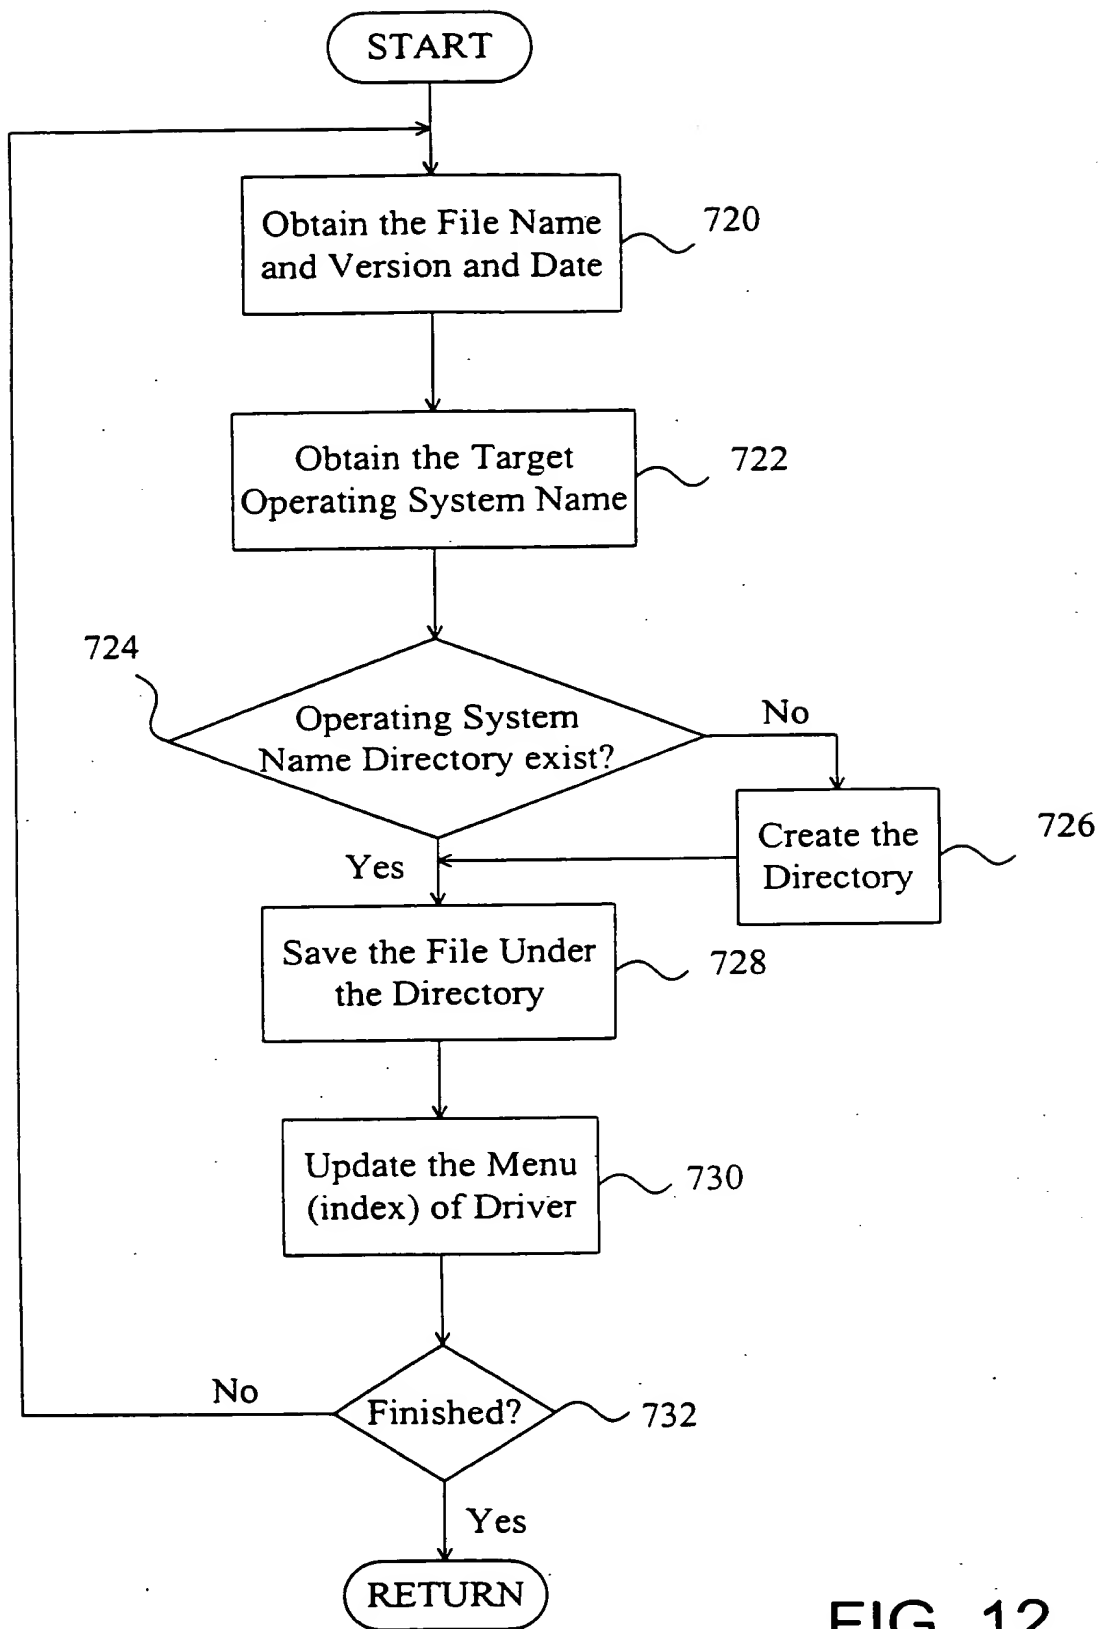 START
Obtain the File Name
and Version and Date
720
Obtain the Target
Operating System Name
722
724
Operating System
Name Directory exist?
No
Create the
Directory
726
Yes
Save the File Under
the Directory
728
Update the Menu
(index) of Driver
730
No
Finished?
732
Yes
RETURN
FIG. 12